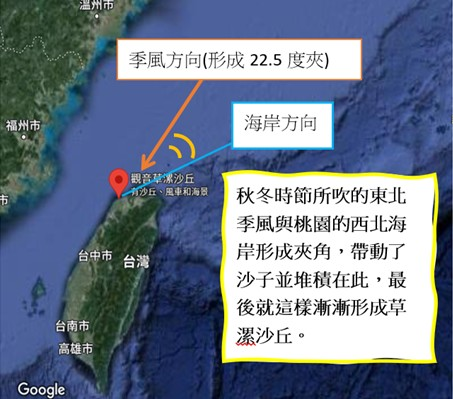 溫州市
季風方向(形成 22.5 度夾)
海岸方向
福州市
觀音草漯沙丘
有沙丘、風車和海景
秋冬時節所吹的東北
季風與桃園的西北海
岸形成夾角，帶動了
沙子並堆積在此，最
後就這樣漸漸形成草
漯沙丘。
台中市
台灣
台南市
高雄市
Google